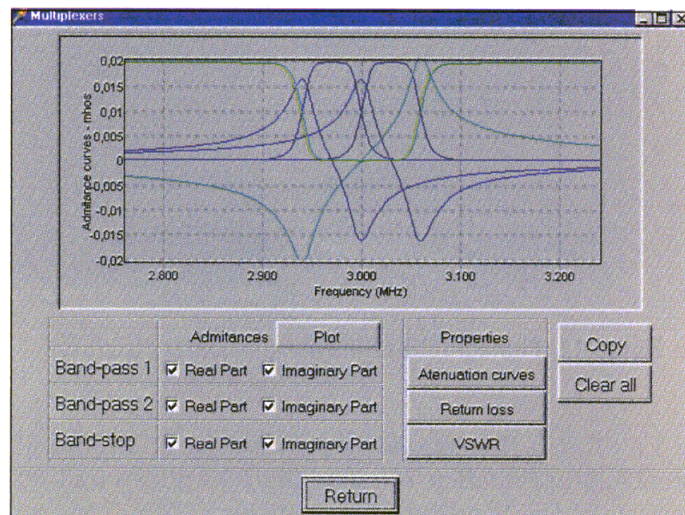 Multiplexers
0,02
0,015
0,01
0,005
0
-0,005
-0,01
-0,015
-0,02
Admitance curves - mhos
2.800 2.900 3.000 3.100 3.200
Frequency (MHz)
Admitances Plot
Band-pass 1 Real Part Imaginary Part
Band-pass 2 Real Part Imaginary Part
Band-stop Real Part Imaginary Part
Properties
Atenuation curves
Return loss
VSWR
Copy
Clear all
Return